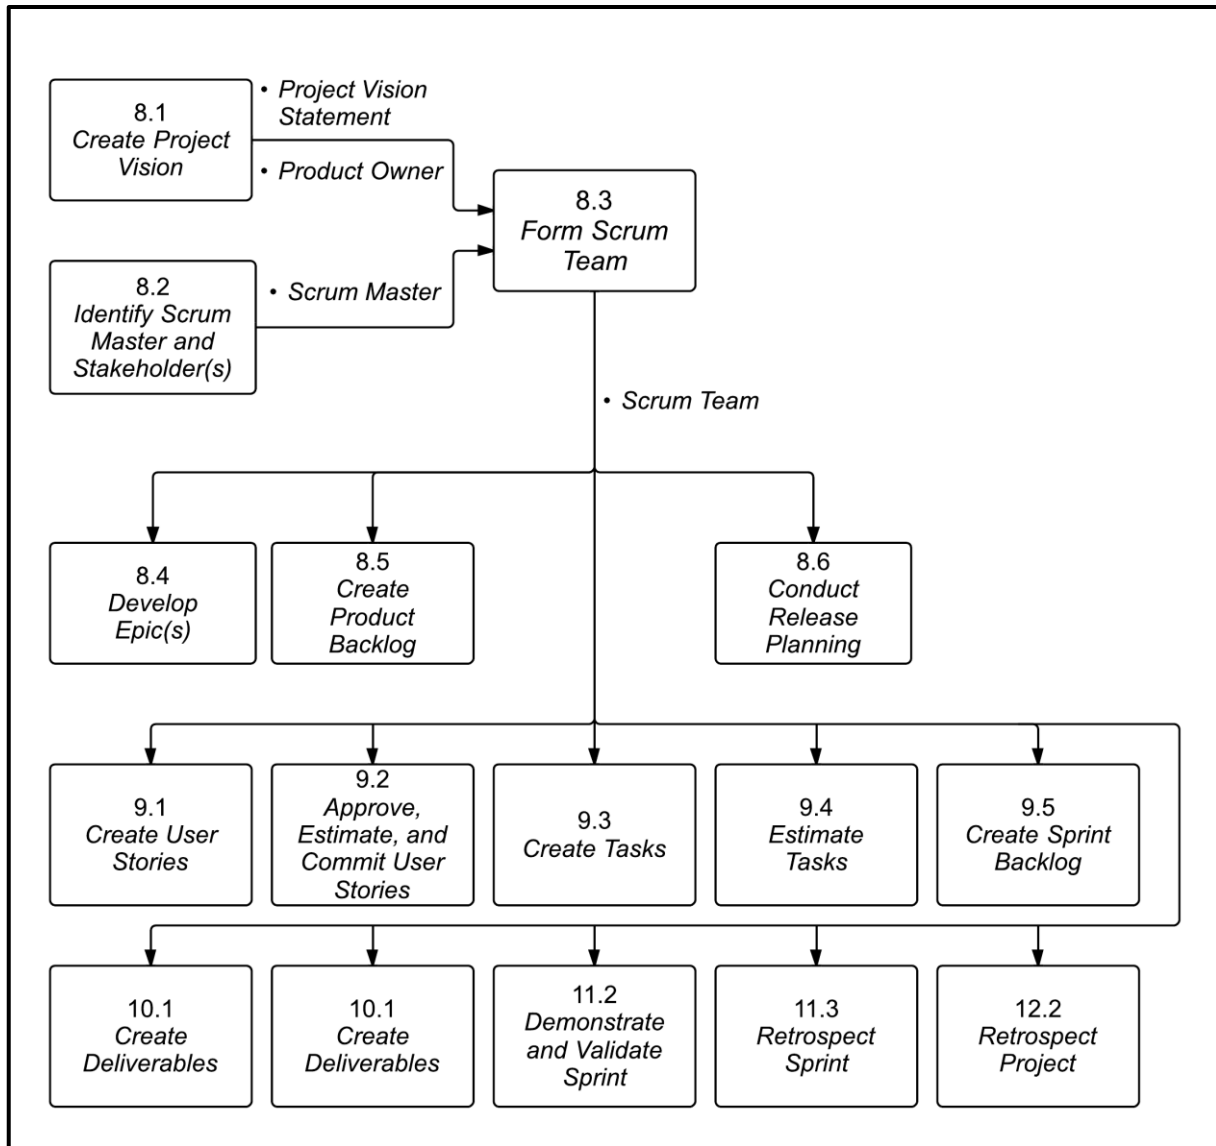 8.1
Create Project
Vision
• Project Vision
Statement
• Product Owner
8.3
Form Scrum
Team
8.2
Identify Scrum
Master and
Stakeholder(s)
• Scrum Master
• Scrum Team
8.4
Develop
Epic(s)
8.5
Create
Product
Backlog
8.6
Conduct
Release
Planning
9.1
Create User
Stories
9.2
Approve,
Estimate, and
Commit User
Stories
9.3
Create Tasks
9.4
Estimate
Tasks
9.5
Create Sprint
Backlog
10.1
Create
Deliverables
10.1
Create
Deliverables
11.2
Demonstrate
and Validate
Sprint
11.3
Retrospect
Sprint
12.2
Retrospect
Project